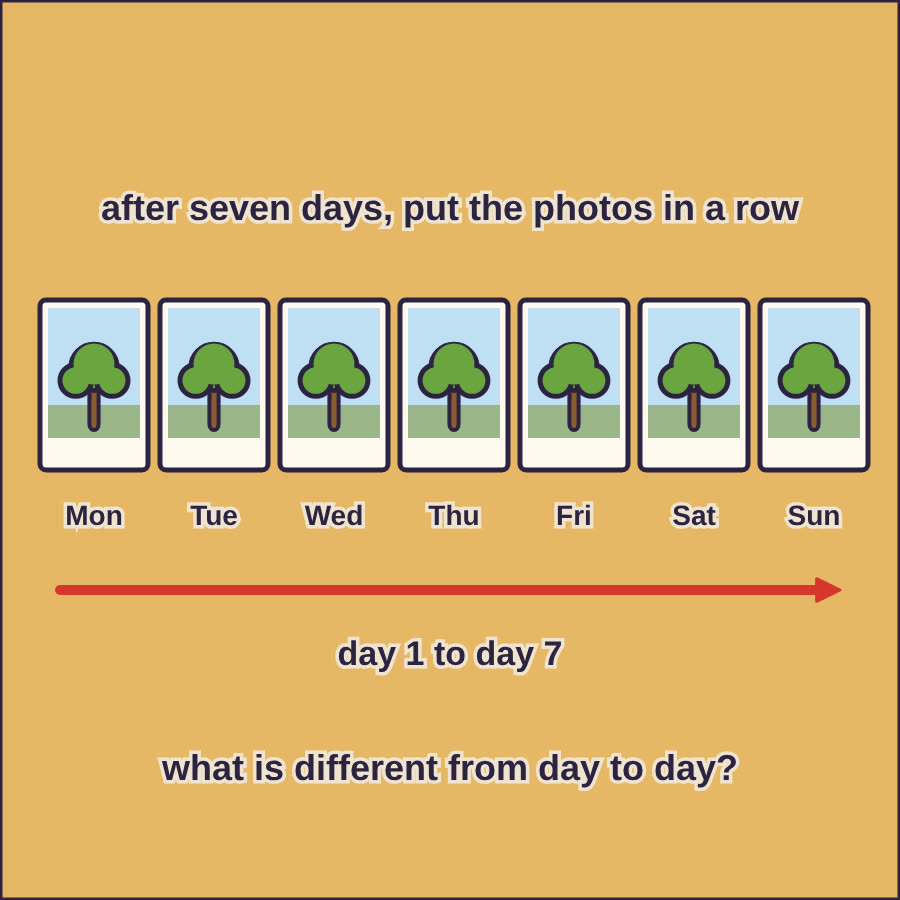 after seven days, put the photos in a row
Mon Tue Wed Thu Fri Sat Sun
day 1 to day 7
what is different from day to day?